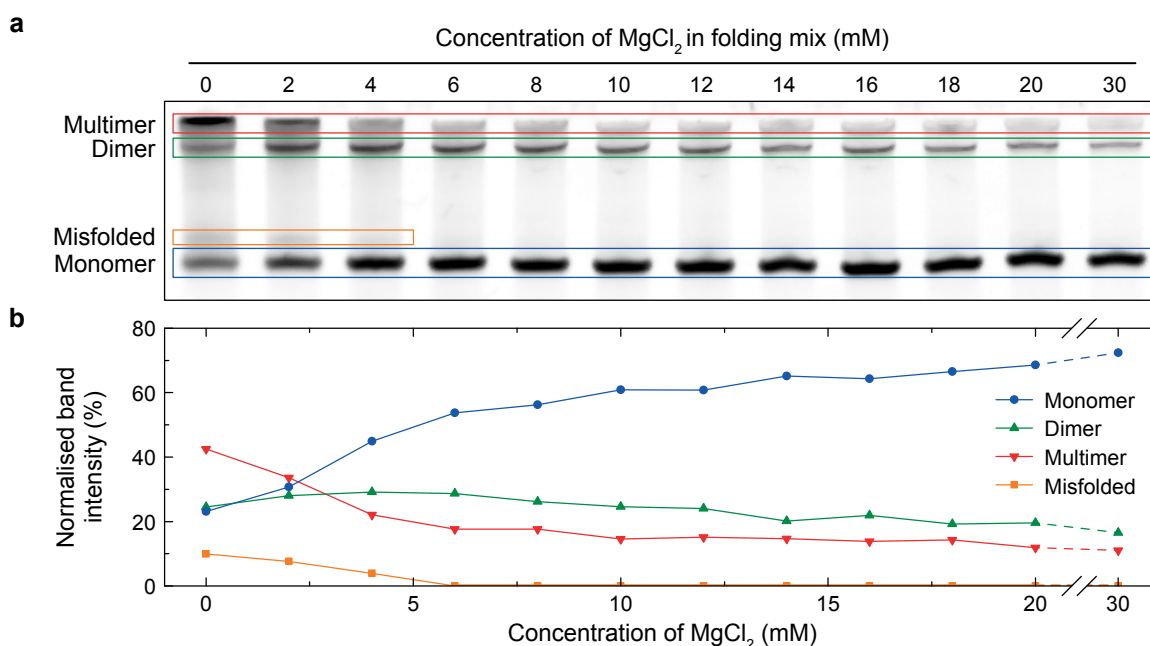 a
Concentration of MgCl₂ in folding mix (mM)
0 2 4 6 8 10 12 14 16 18 20 30
Multimer
Dimer
Misfolded
Monomer
b
80
60
40
20
0
Normalised band
intensity (%)
Monomer
Dimer
Multimer
Misfolded
0 5 10 15 20 30
Concentration of MgCl₂ (mM)